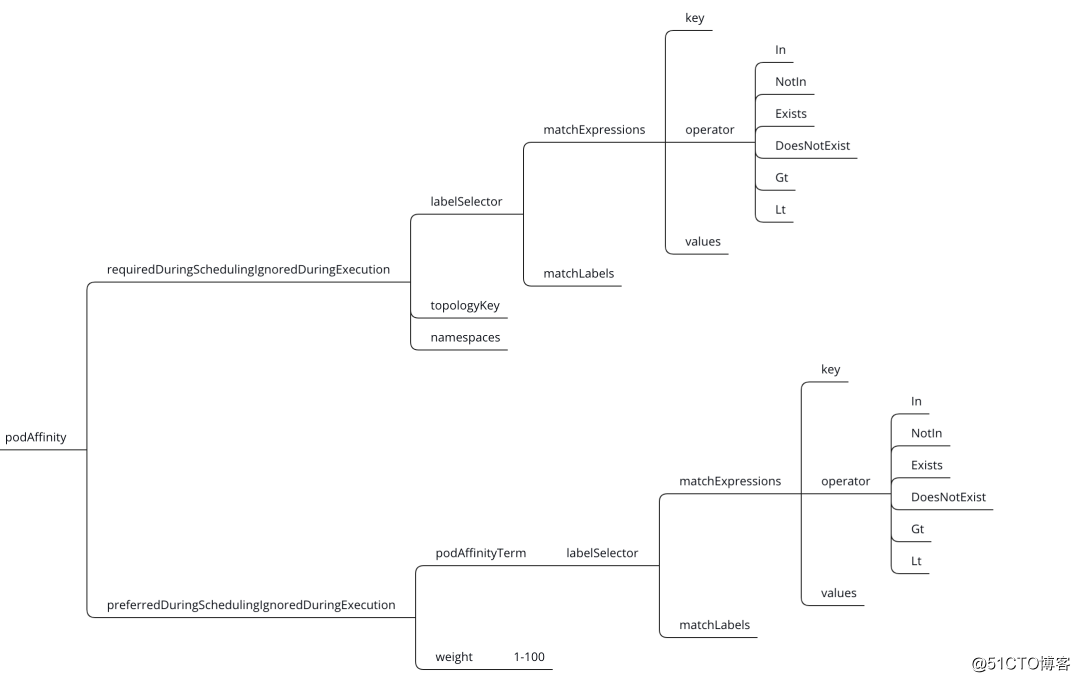 podAffinity
requiredDuringSchedulingIgnoredDuringExecution
labelSelector
matchExpressions
key
operator
In
NotIn
Exists
DoesNotExist
Gt
Lt
values
matchLabels
topologyKey
namespaces
preferredDuringSchedulingIgnoredDuringExecution
podAffinityTerm
labelSelector
matchExpressions
key
operator
In
NotIn
Exists
DoesNotExist
Gt
Lt
values
matchLabels
weight
1-100
@51CTO博客